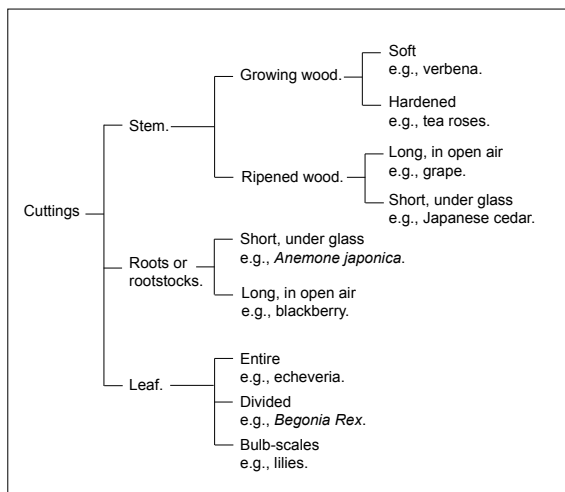 Cuttings
Stem.
Growing wood.
Soft
e.g., verbena.
Hardened
e.g., tea roses.
Ripened wood.
Long, in open air
e.g., grape.
Short, under glass
e.g., Japanese cedar.
Roots or
rootstocks.
Short, under glass
e.g., Anemone japonica.
Long, in open air
e.g., blackberry.
Leaf.
Entire
e.g., echeveria.
Divided
e.g., Begonia Rex.
Bulb-scales
e.g., lilies.